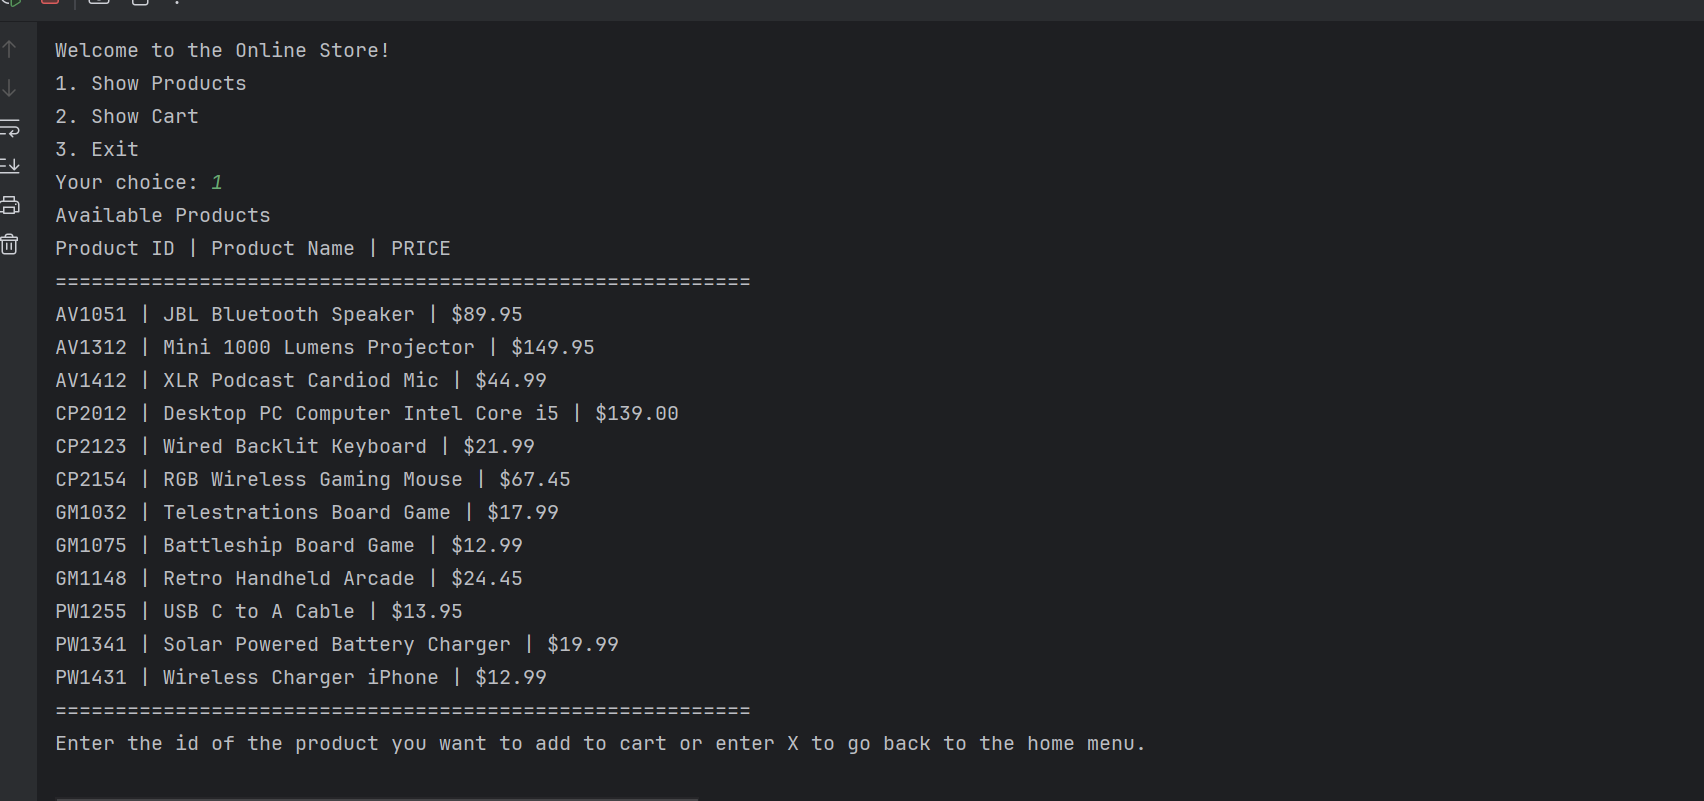 Welcome to the Online Store!
1. Show Products
2. Show Cart
3. Exit
Your choice: 1
Available Products
Product ID | Product Name | PRICE
==========================================================
AV1051 | JBL Bluetooth Speaker | $89.95
AV1312 | Mini 1000 Lumens Projector | $149.95
AV1412 | XLR Podcast Cardiod Mic | $44.99
CP2012 | Desktop PC Computer Intel Core i5 | $139.00
CP2123 | Wired Backlit Keyboard | $21.99
CP2154 | RGB Wireless Gaming Mouse | $67.45
GM1032 | Telestrations Board Game | $17.99
GM1075 | Battleship Board Game | $12.99
GM1148 | Retro Handheld Arcade | $24.45
PW1255 | USB C to A Cable | $13.95
PW1341 | Solar Powered Battery Charger | $19.99
PW1431 | Wireless Charger iPhone | $12.99
==========================================================
Enter the id of the product you want to add to cart or enter X to go back to the home menu.